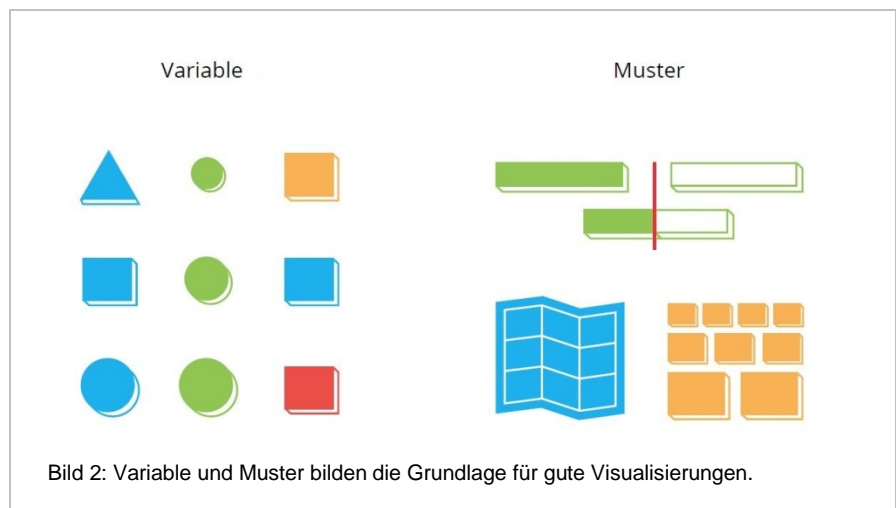 Variable
Muster
Bild 2: Variable und Muster bilden die Grundlage für gute Visualisierungen.